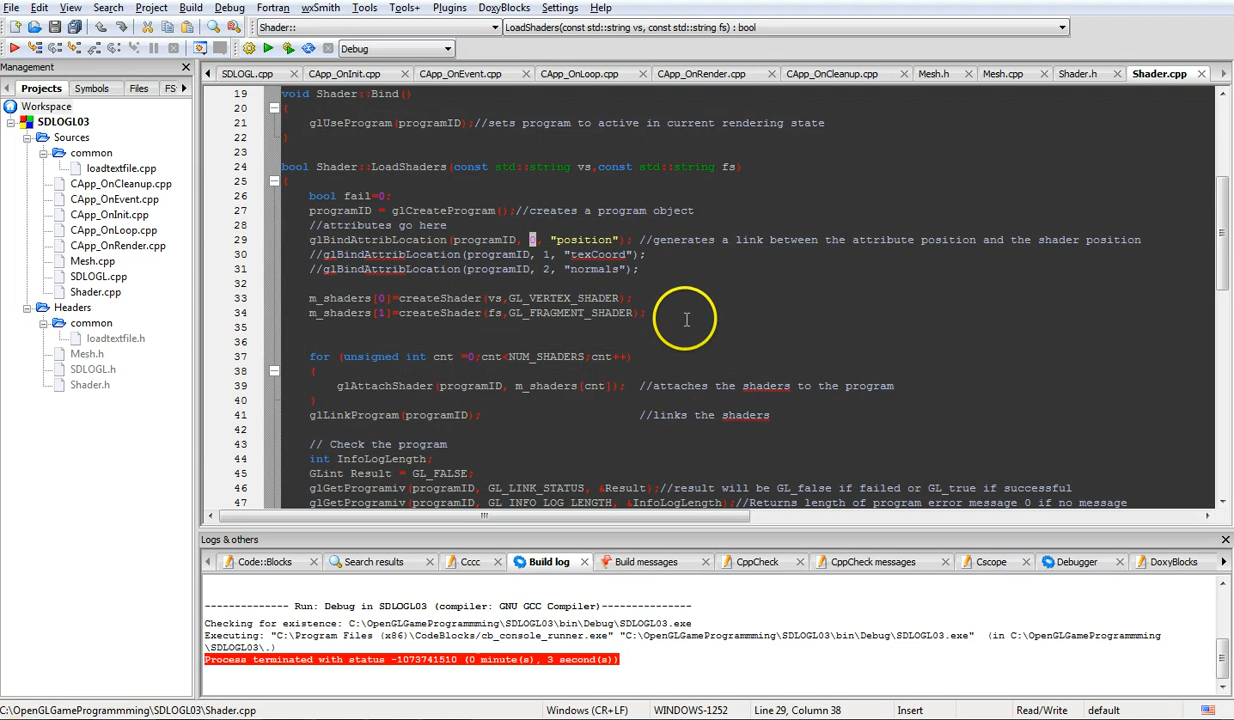 File Edit View Search Project Build Debug Fortran wxSmith Tools Tools+ Plugins DoxyBlocks Settings Help
Shader:: LoadShaders(const std::string vs, const std::string fs) : bool
Debug
Management
Projects Symbols Files FS
Workspace
SDLOGL03
Sources
common
loadtextfile.cpp
CApp_OnCleanup.cpp
CApp_OnEvent.cpp
CApp_OnInit.cpp
CApp_OnLoop.cpp
CApp_OnRender.cpp
Mesh.cpp
SDLOGL.cpp
Shader.cpp
Headers
common
loadtextfile.h
Mesh.h
SDLOGL.h
Shader.h
SDLOGL.cpp CApp_OnInit.cpp CApp_OnEvent.cpp CApp_OnLoop.cpp CApp_OnRender.cpp CApp_OnCleanup.cpp Mesh.h Mesh.cpp Shader.h Shader.cpp
19 void Shader::Bind()
20 {
21 glUseProgram(programID);//sets program to active in current rendering state
22 }
23
24 bool Shader::LoadShaders(const std::string vs,const std::string fs)
25 {
26 bool fail=0;
27 programID = glCreateProgram();//creates a program object
28 //attributes go here
29 glBindAttribLocation(programID, 0, "position"); //generates a link between the attribute position and the shader position
30 //glBindAttribLocation(programID, 1, "texCoord");
31 //glBindAttribLocation(programID, 2, "normals");
32
33 m_shaders[0]=createShader(vs,GL_VERTEX_SHADER);
34 m_shaders[1]=createShader(fs,GL_FRAGMENT_SHADER);
35
36
37 for (unsigned int cnt =0;cnt<NUM_SHADERS;cnt++)
38 {
39 glAttachShader(programID, m_shaders[cnt]); //attaches the shaders to the program
40 }
41 glLinkProgram(programID); //links the shaders
42
43 // Check the program
44 int InfoLogLength;
45 GLint Result = GL_FALSE;
46 glGetProgramiv(programID, GL_LINK_STATUS, &Result);//result will be GL_false if failed or GL_true if successful
47 glGetProgramiv(programID, GL_INFO_LOG_LENGTH, &InfoLogLength);//Returns length of program error message 0 if no message
Logs & others
Code::Blocks Search results Cccc Build log Build messages CppCheck CppCheck messages Cscope Debugger DoxyBlocks
-------------- Run: Debug in SDLOGL03 (compiler: GNU GCC Compiler)---------------
Checking for existence: C:\OpenGLGameProgrammming\SDLOGL03\bin\Debug\SDLOGL03.exe
Executing: "C:\Program Files (x86)\CodeBlocks/cb_console_runner.exe" "C:\OpenGLGameProgrammming\SDLOGL03\bin\Debug\SDLOGL03.exe" (in C:\OpenGLGameProgrammming
\SDLOGL03\.)
Process terminated with status -1073741510 (0 minute(s), 3 second(s))
C:\OpenGLGameProgrammming\SDLOGL03\Shader.cpp Windows (CR+LF) WINDOWS-1252 Line 29, Column 38 Insert Read/Write default